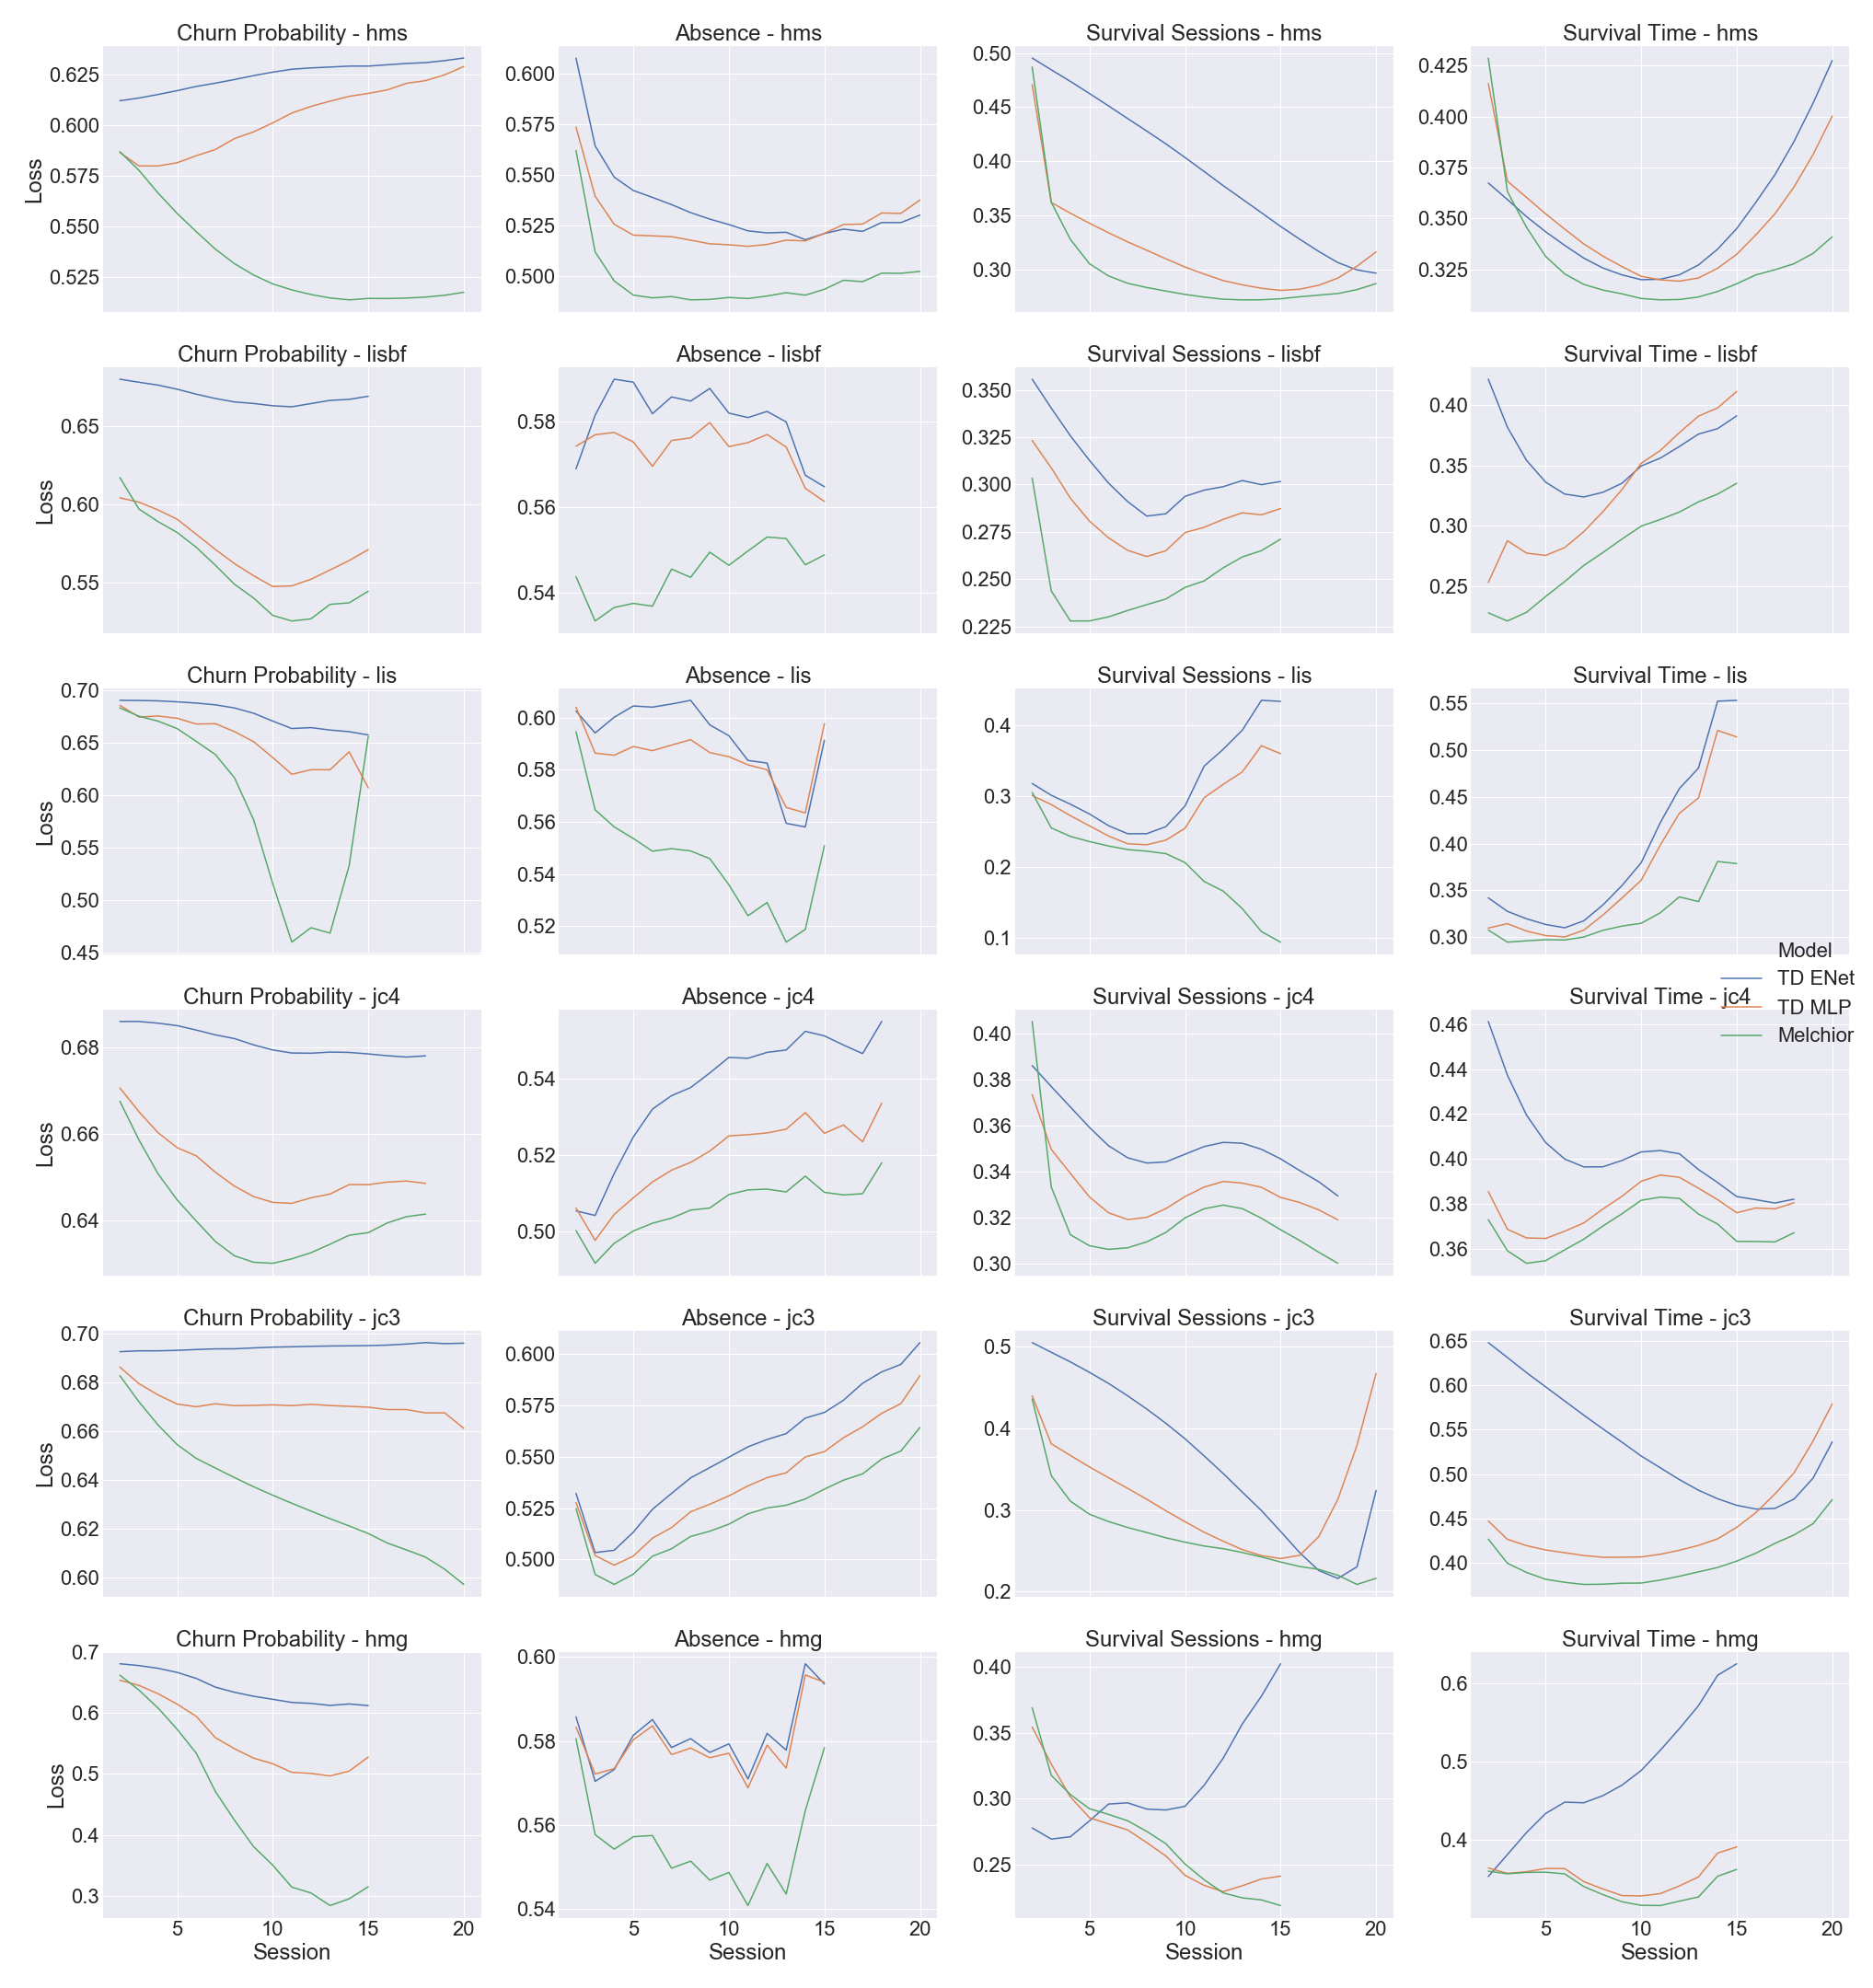 Churn Probability - hms
Absence - hms
Survival Sessions - hms
Survival Time - hms
Loss
0.625
0.600
0.575
0.550
0.525
0.600
0.575
0.550
0.525
0.500
0.50
0.45
0.40
0.35
0.30
0.425
0.400
0.375
0.350
0.325
Churn Probability - lisbf
Absence - lisbf
Survival Sessions - lisbf
Survival Time - lisbf
Loss
0.65
0.60
0.55
0.58
0.56
0.54
0.350
0.325
0.300
0.275
0.250
0.225
0.40
0.35
0.30
0.25
Churn Probability - lis
Absence - lis
Survival Sessions - lis
Survival Time - lis
Loss
0.70
0.65
0.60
0.55
0.50
0.45
0.60
0.58
0.56
0.54
0.52
0.4
0.3
0.2
0.1
0.55
0.50
0.45
0.40
0.35
0.30
Model
TD ENet
TD MLP
Melchior
Churn Probability - jc4
Absence - jc4
Survival Sessions - jc4
Survival Time - jc4
Loss
0.68
0.66
0.64
0.54
0.52
0.50
0.40
0.38
0.36
0.34
0.32
0.30
0.46
0.44
0.42
0.40
0.38
0.36
Churn Probability - jc3
Absence - jc3
Survival Sessions - jc3
Survival Time - jc3
Loss
0.70
0.68
0.66
0.64
0.62
0.60
0.600
0.575
0.550
0.525
0.500
0.5
0.4
0.3
0.2
0.65
0.60
0.55
0.50
0.45
0.40
Churn Probability - hmg
Absence - hmg
Survival Sessions - hmg
Survival Time - hmg
Loss
0.7
0.6
0.5
0.4
0.3
0.60
0.58
0.56
0.54
0.40
0.35
0.30
0.25
0.6
0.5
0.4
5 10 15 20
5 10 15 20
5 10 15 20
5 10 15 20
Session
Session
Session
Session